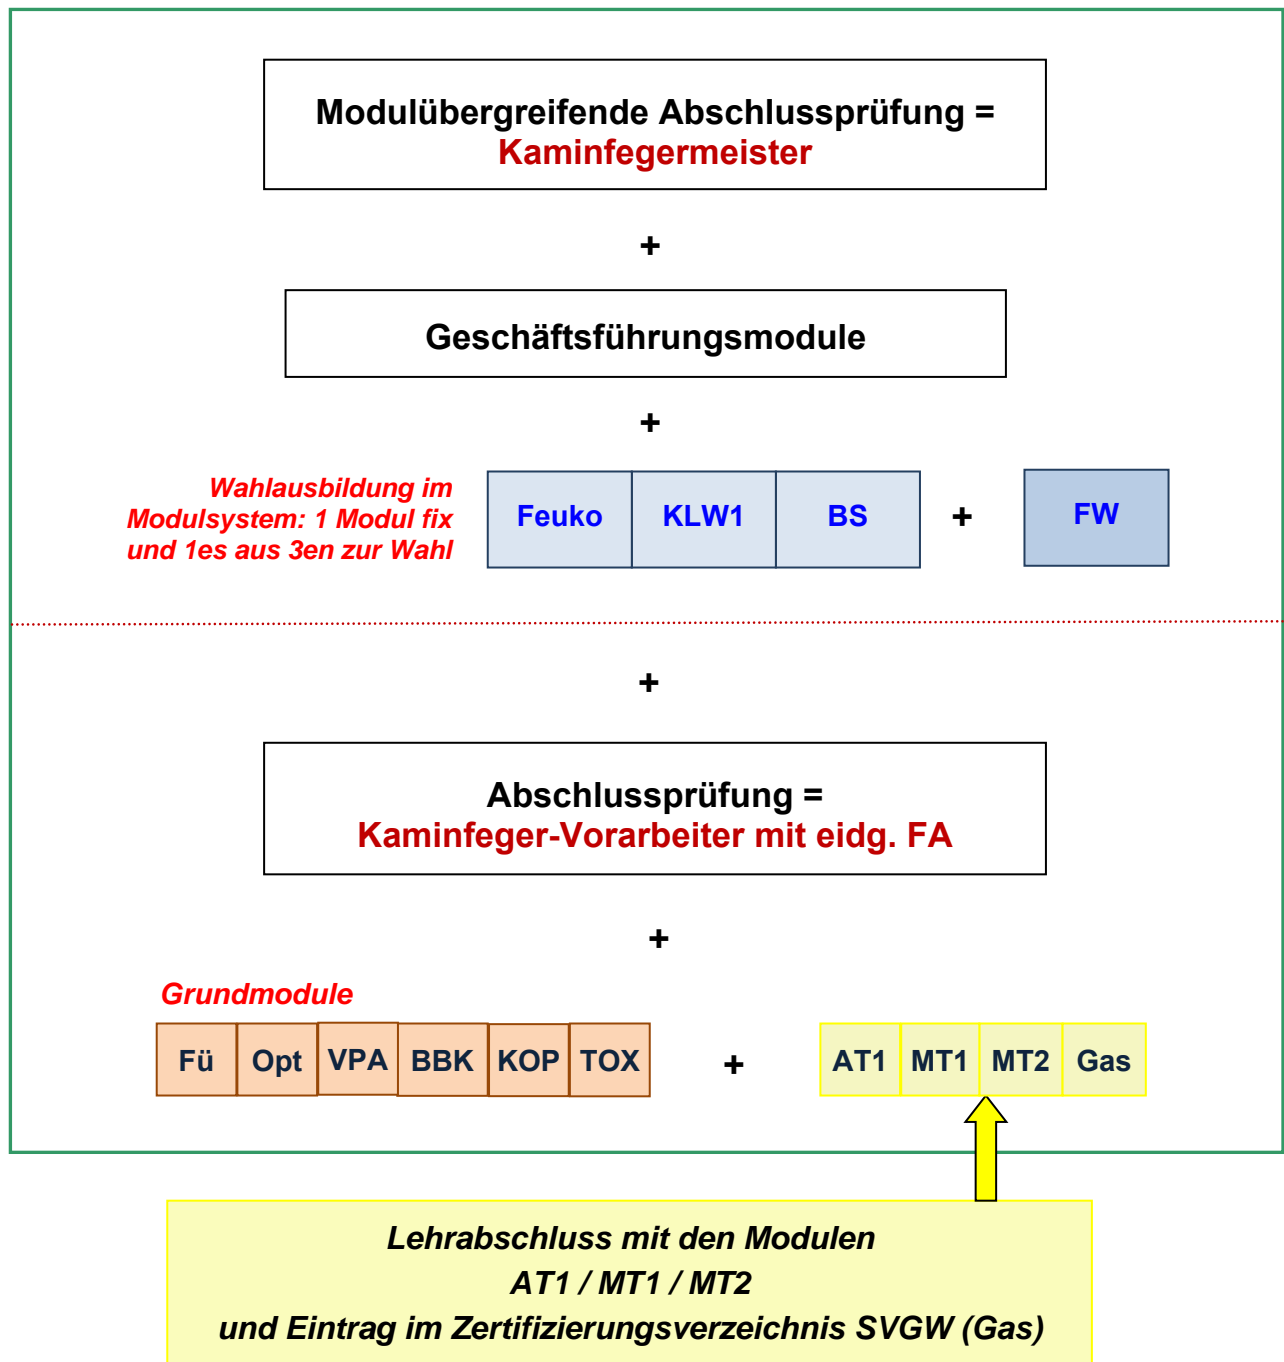 Modulübergreifende Abschlussprüfung =
Kaminfegermeister
+
Geschäftsführungsmodule
+
Wahlausbildung im
Modulsystem: 1 Modul fix
und 1es aus 3en zur Wahl
Feuko KLW1 BS + FW
+
Abschlussprüfung =
Kaminfeger-Vorarbeiter mit eidg. FA
+
Grundmodule
Fü Opt VPA BBK KOP TOX + AT1 MT1 MT2 Gas
Lehrabschluss mit den Modulen
AT1 / MT1 / MT2
und Eintrag im Zertifizierungsverzeichnis SVGW (Gas)